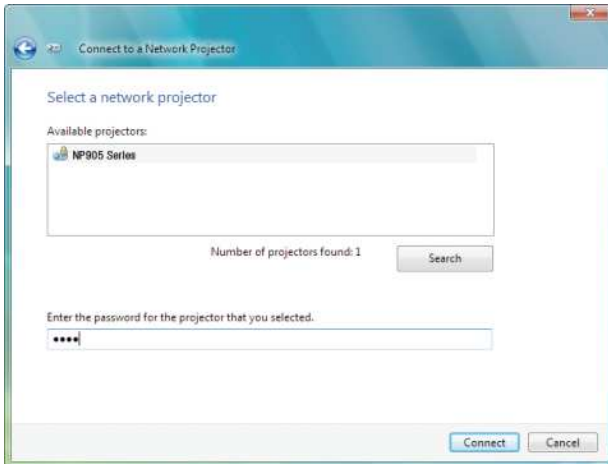 Connect to a Network Projector
Select a network projector
Available projectors:
NP905 Series
Number of projectors found: 1
Search
Enter the password for the projector that you selected.
••••
Connect
Cancel